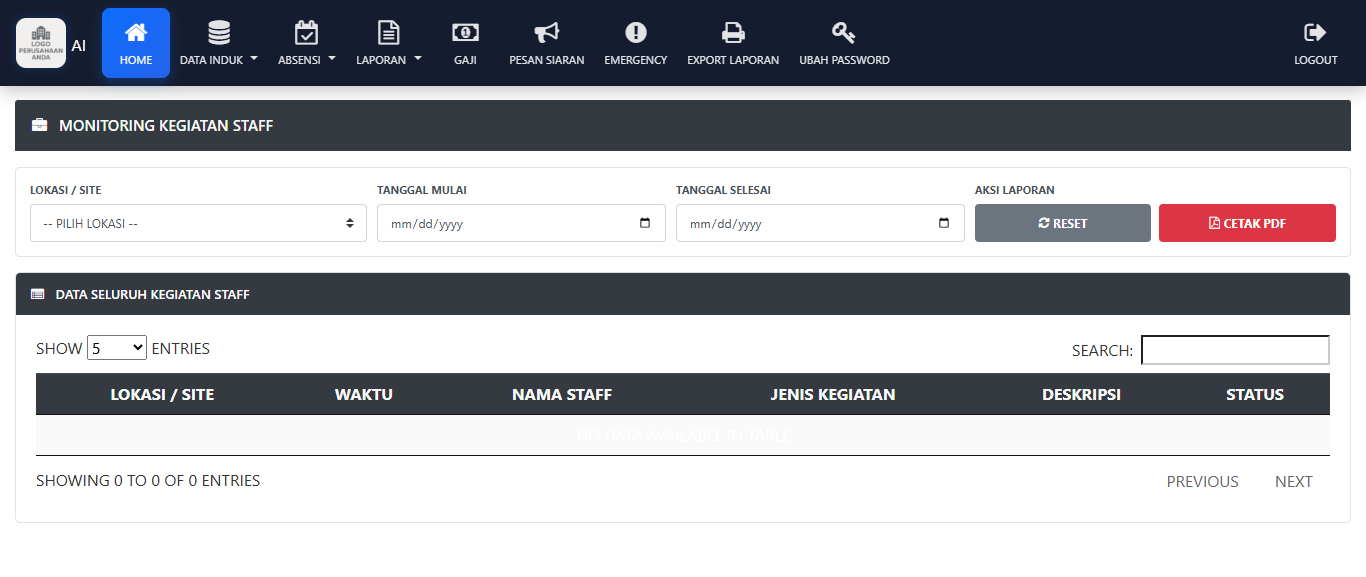 LOGO
PERUSAHAAN
ANDA
AI
HOME
DATA INDUK
ABSENSI
LAPORAN
GAJI
PESAN SIARAN
EMERGENCY
EXPORT LAPORAN
UBAH PASSWORD
LOGOUT
MONITORING KEGIATAN STAFF
LOKASI / SITE
TANGGAL MULAI
TANGGAL SELESAI
AKSI LAPORAN
-- PILIH LOKASI --
mm/dd/yyyy
mm/dd/yyyy
RESET
CETAK PDF
DATA SELURUH KEGIATAN STAFF
SHOW 5 ENTRIES
SEARCH:
LOKASI / SITE WAKTU NAMA STAFF JENIS KEGIATAN DESKRIPSI STATUS
NO DATA AVAILABLE IN TABLE
SHOWING 0 TO 0 OF 0 ENTRIES
PREVIOUS NEXT